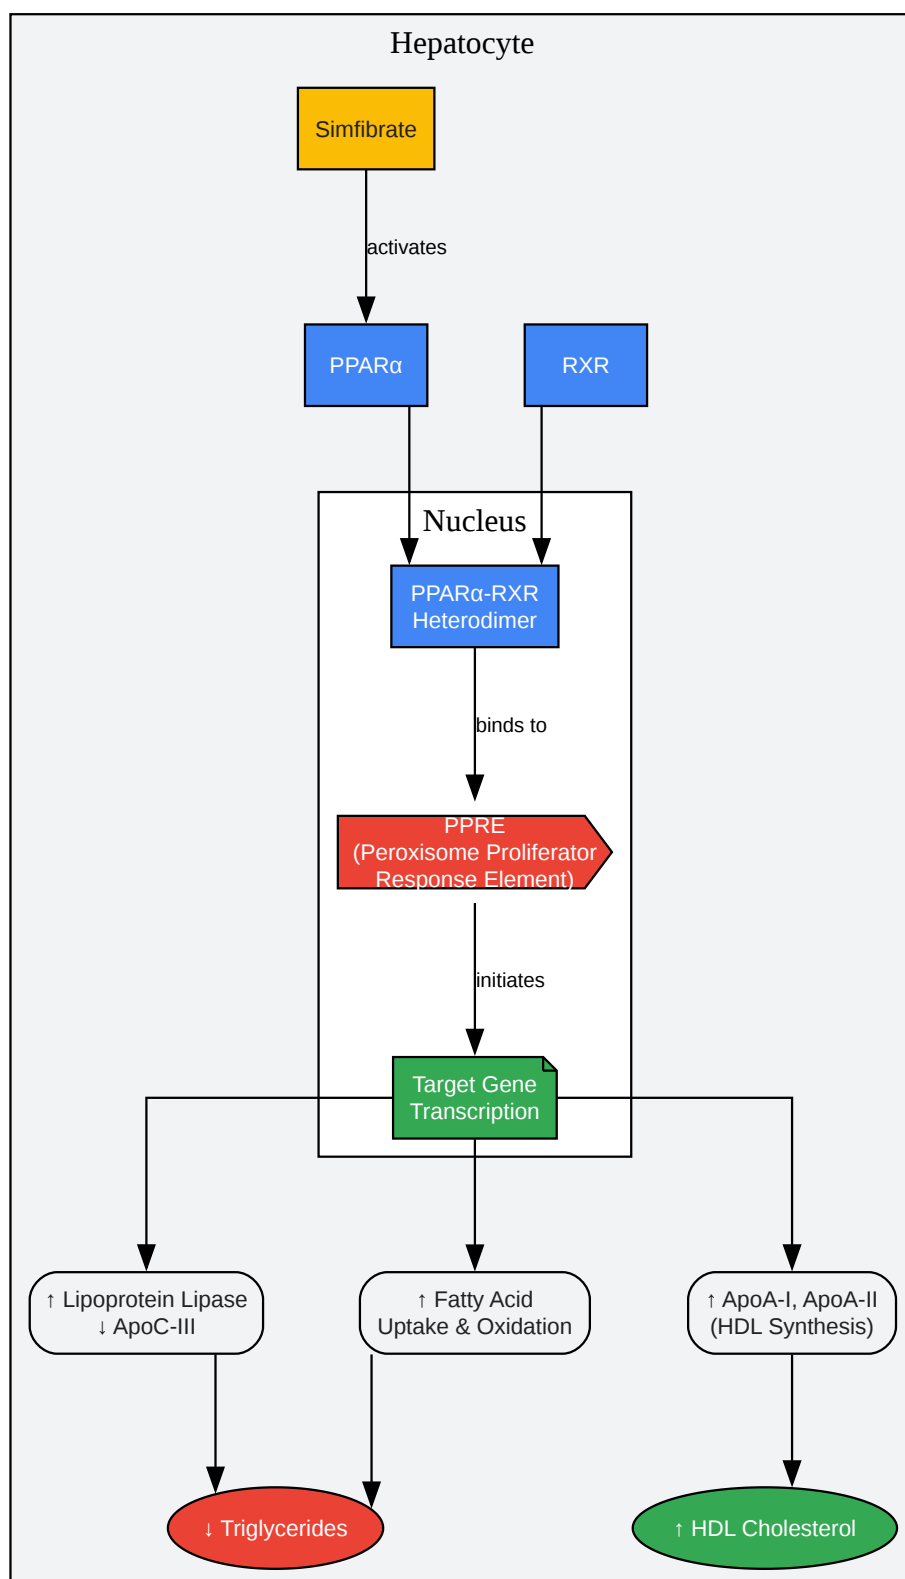 Hepatocyte
Simfibrate
activates
PPARα
RXR
Nucleus
PPARα-RXR
Heterodimer
binds to
PPRE
(Peroxisome Proliferator
Response Element)
initiates
Target Gene
Transcription
↑ Lipoprotein Lipase
↓ ApoC-III
↑ Fatty Acid
Uptake & Oxidation
↑ ApoA-I, ApoA-II
(HDL Synthesis)
↓ Triglycerides
↑ HDL Cholesterol